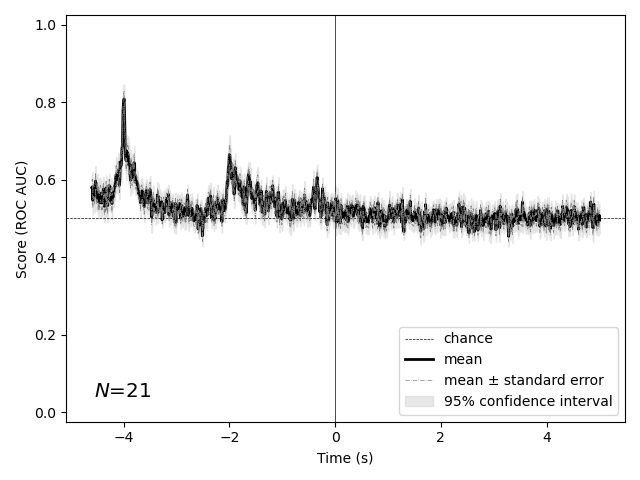 1.0
0.8
0.6
0.4
0.2
0.0
Score (ROC AUC)
N=21
chance
mean
mean ± standard error
95% confidence interval
−4 −2 0 2 4
Time (s)